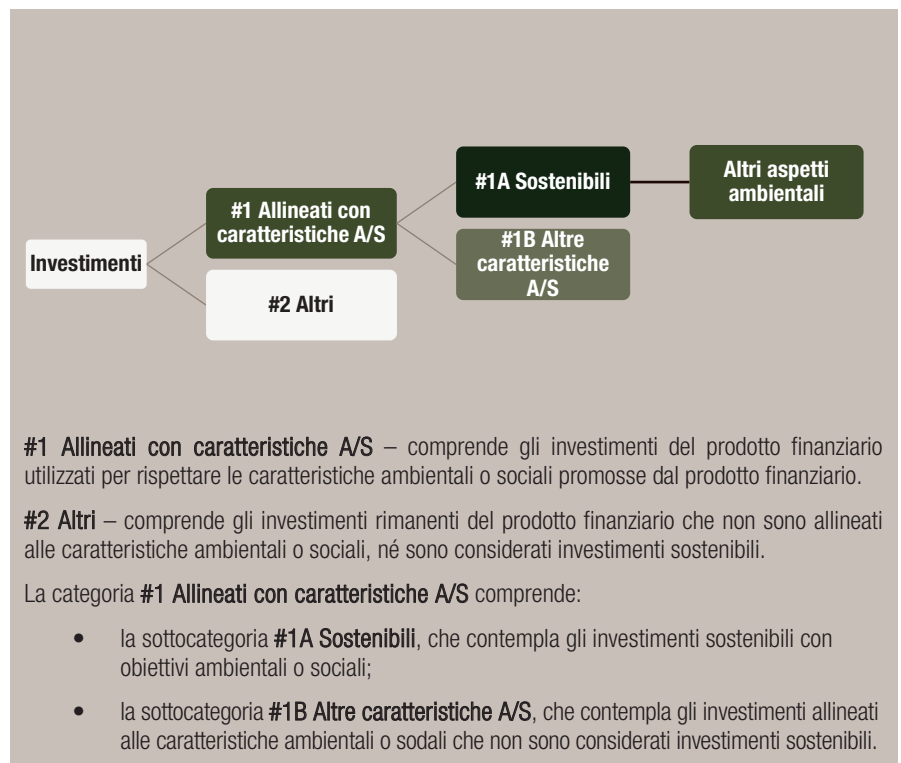 #1A Sostenibili
Altri aspetti
ambientali
#1 Allineati con
caratteristiche A/S
#1B Altre
caratteristiche
A/S
Investimenti
#2 Altri
#1 Allineati con caratteristiche A/S – comprende gli investimenti del prodotto finanziario
utilizzati per rispettare le caratteristiche ambientali o sociali promosse dal prodotto finanziario.
#2 Altri – comprende gli investimenti rimanenti del prodotto finanziario che non sono allineati
alle caratteristiche ambientali o sociali, né sono considerati investimenti sostenibili.
La categoria #1 Allineati con caratteristiche A/S comprende:
• la sottocategoria #1A Sostenibili, che contempla gli investimenti sostenibili con
obiettivi ambientali o sociali;
• la sottocategoria #1B Altre caratteristiche A/S, che contempla gli investimenti allineati
alle caratteristiche ambientali o sodali che non sono considerati investimenti sostenibili.